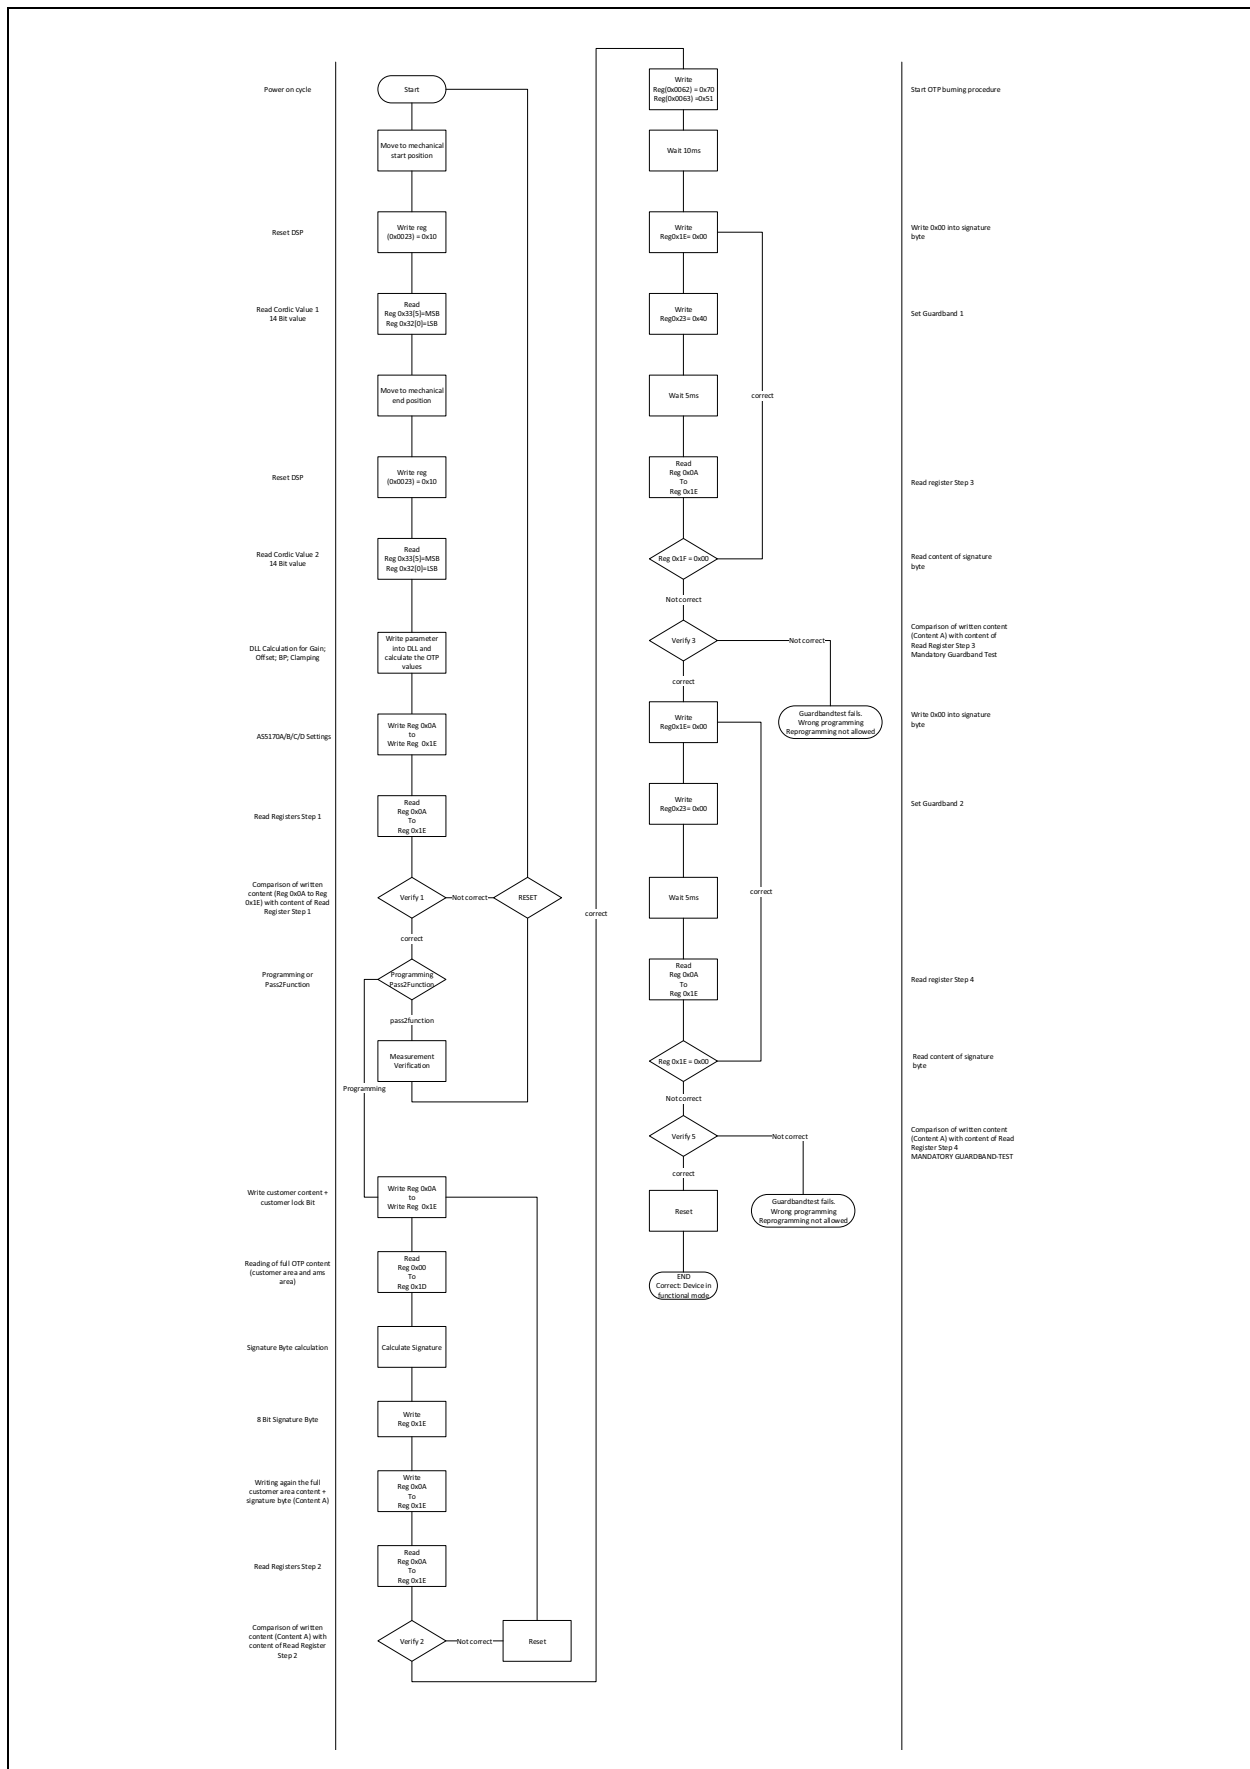 Power on cycle
Start
Move to mechanical
start position
Reset DSP
Write reg
(0x0023) = 0x10
Read Cordic Value 1
14 Bit value
Read
Reg 0x33[5]=MSB
Reg 0x32[0]=LSB
Move to mechanical
end position
Reset DSP
Write reg
(0x0023) = 0x10
Read Cordic Value 2
14 Bit value
Read
Reg 0x33[5]=MSB
Reg 0x32[0]=LSB
DLL Calculation for Gain;
Offset; BP; Clamping
Write parameter
into DLL and
calculate the OTP
values
AS5170A/B/C/D Settings
Write Reg 0x0A
to
Write Reg 0x1E
Read Registers Step 1
Read
Reg 0x0A
To
Reg 0x1E
Comparison of written
content (Reg 0x0A to Reg
0x1E) with content of Read
Register Step 1
Verify 1
Not correct
RESET
correct
Programming or
Pass2Function
Programming
Pass2Function
pass2function
Measurement
Verification
Programming
Write customer content +
customer lock Bit
Write Reg 0x0A
to
Write Reg 0x1E
Reading of full OTP content
(customer area and ams
area)
Read
Reg 0x00
To
Reg 0x1D
Signature Byte calculation
Calculate Signature
8 Bit Signature Byte
Write
Reg 0x1E
Writing again the full
customer area content +
signature byte (Content A)
Write
Reg 0x0A
To
Reg 0x1E
Read Registers Step 2
Read
Reg 0x0A
To
Reg 0x1E
Comparison of written
content (Content A) with
content of Read Register
Step 2
Verify 2
Not correct
Reset
correct
Write
Reg(0x0062) = 0x70
Reg(0x0063) =0x51
Start OTP burning procedure
Wait 10ms
Write
Reg0x1E= 0x00
Write 0x00 into signature
byte
Write
Reg0x23= 0x40
Set Guardband 1
Wait 5ms
correct
Read
Reg 0x0A
To
Reg 0x1E
Read register Step 3
Reg 0x1F = 0x00
Read content of signature
byte
Not correct
Verify 3
Not correct
Comparison of written content
(Content A) with content of
Read Register Step 3
Mandatory Guardband Test
correct
Guardbandtest fails.
Wrong programming
Reprogramming not allowed
Write
Reg0x1E= 0x00
Write 0x00 into signature
byte
Write
Reg0x23= 0x00
Set Guardband 2
Wait 5ms
correct
Read
Reg 0x0A
To
Reg 0x1E
Read register Step 4
Reg 0x1E = 0x00
Read content of signature
byte
Not correct
Verify 5
Not correct
Comparison of written content
(Content A) with content of Read
Register Step 4
MANDATORY GUARDBAND-TEST
correct
Reset
Guardbandtest fails.
Wrong programming
Reprogramming not allowed
END
Correct: Device in
functional mode